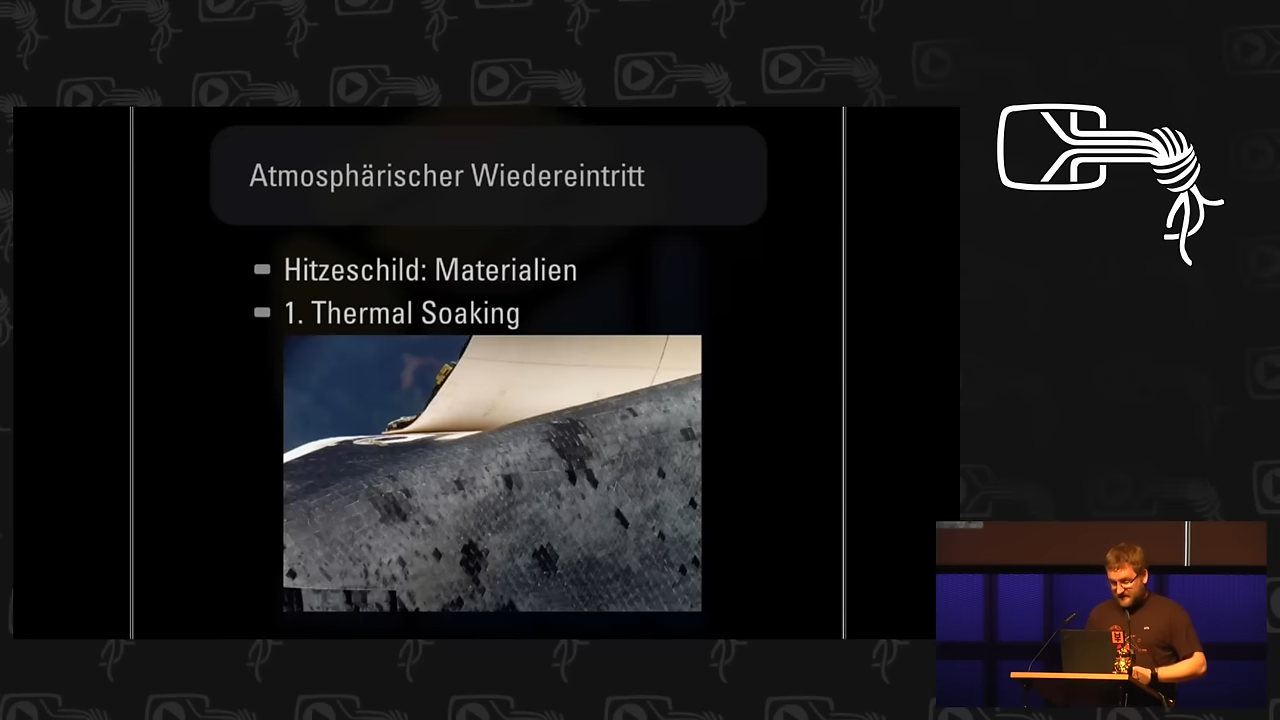 Atmosphärischer Wiedereintritt
Hitzeschild: Materialien
1. Thermal Soaking